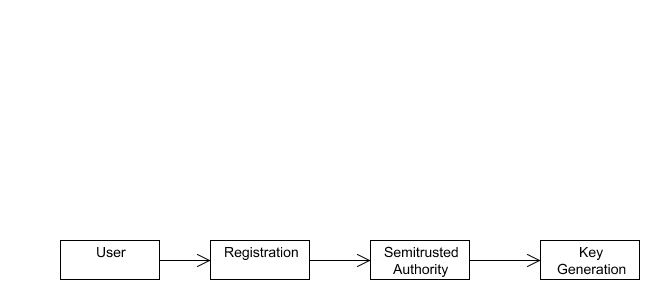 User
Registration
Semitrusted
Authority
Key
Generation